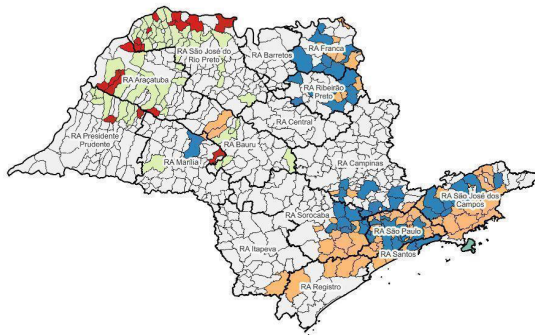 RA Franca
RA São José do
Rio Preto
RA Barretos
RA Araçatuba
RA Ribeirão
Preto
RA Central
RA Presidente
Prudente
RA Bauru
RA Marília
RA Campinas
RA São José dos
Campos
RA Sorocaba
RA São Paulo
RA Itapeva
RA Santos
RA Registro